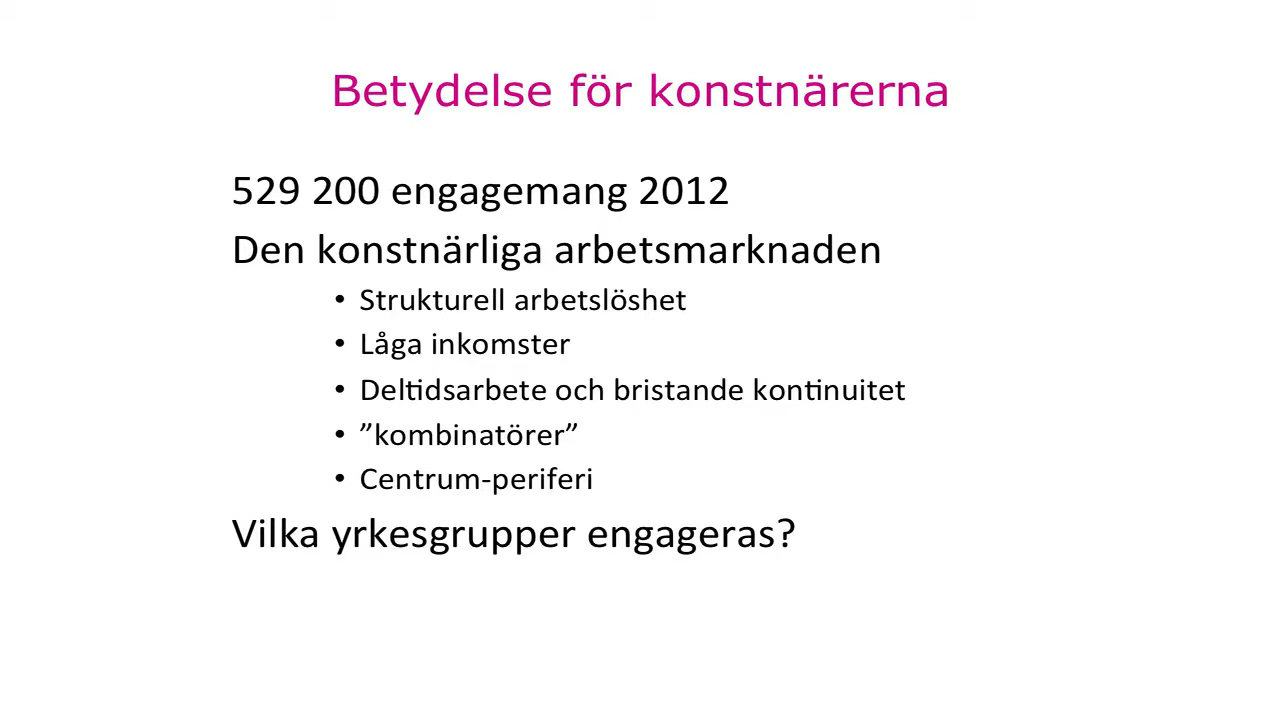 Betydelse för konstnärerna
529 200 engagemang 2012
Den konstnärliga arbetsmarknaden
• Strukturell arbetslöshet
• Låga inkomster
• Deltidsarbete och bristande kontinuitet
• ”kombinatörer”
• Centrum-periferi
Vilka yrkesgrupper engageras?